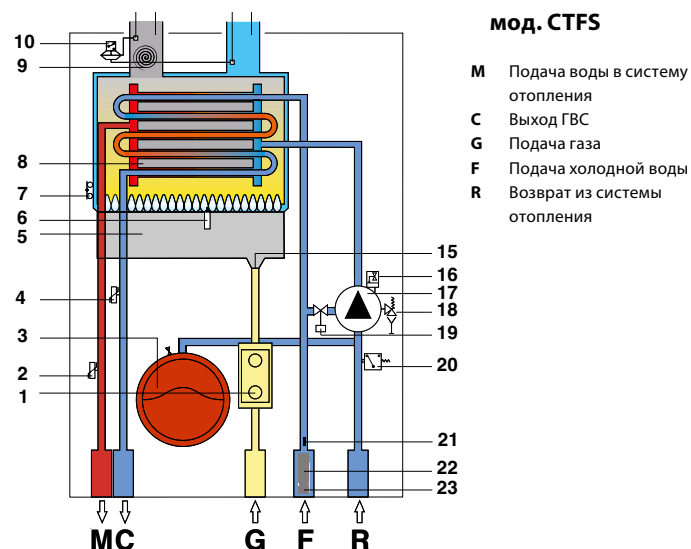 мод. CTFS
M Подача воды в систему
отопления
C Выход ГВС
G Подача газа
F Подача холодной воды
R Возврат из системы
отопления
10
9
8
7
6
5
4
3
2
1
15
16
17
18
19
20
21
22
23
M C G F R